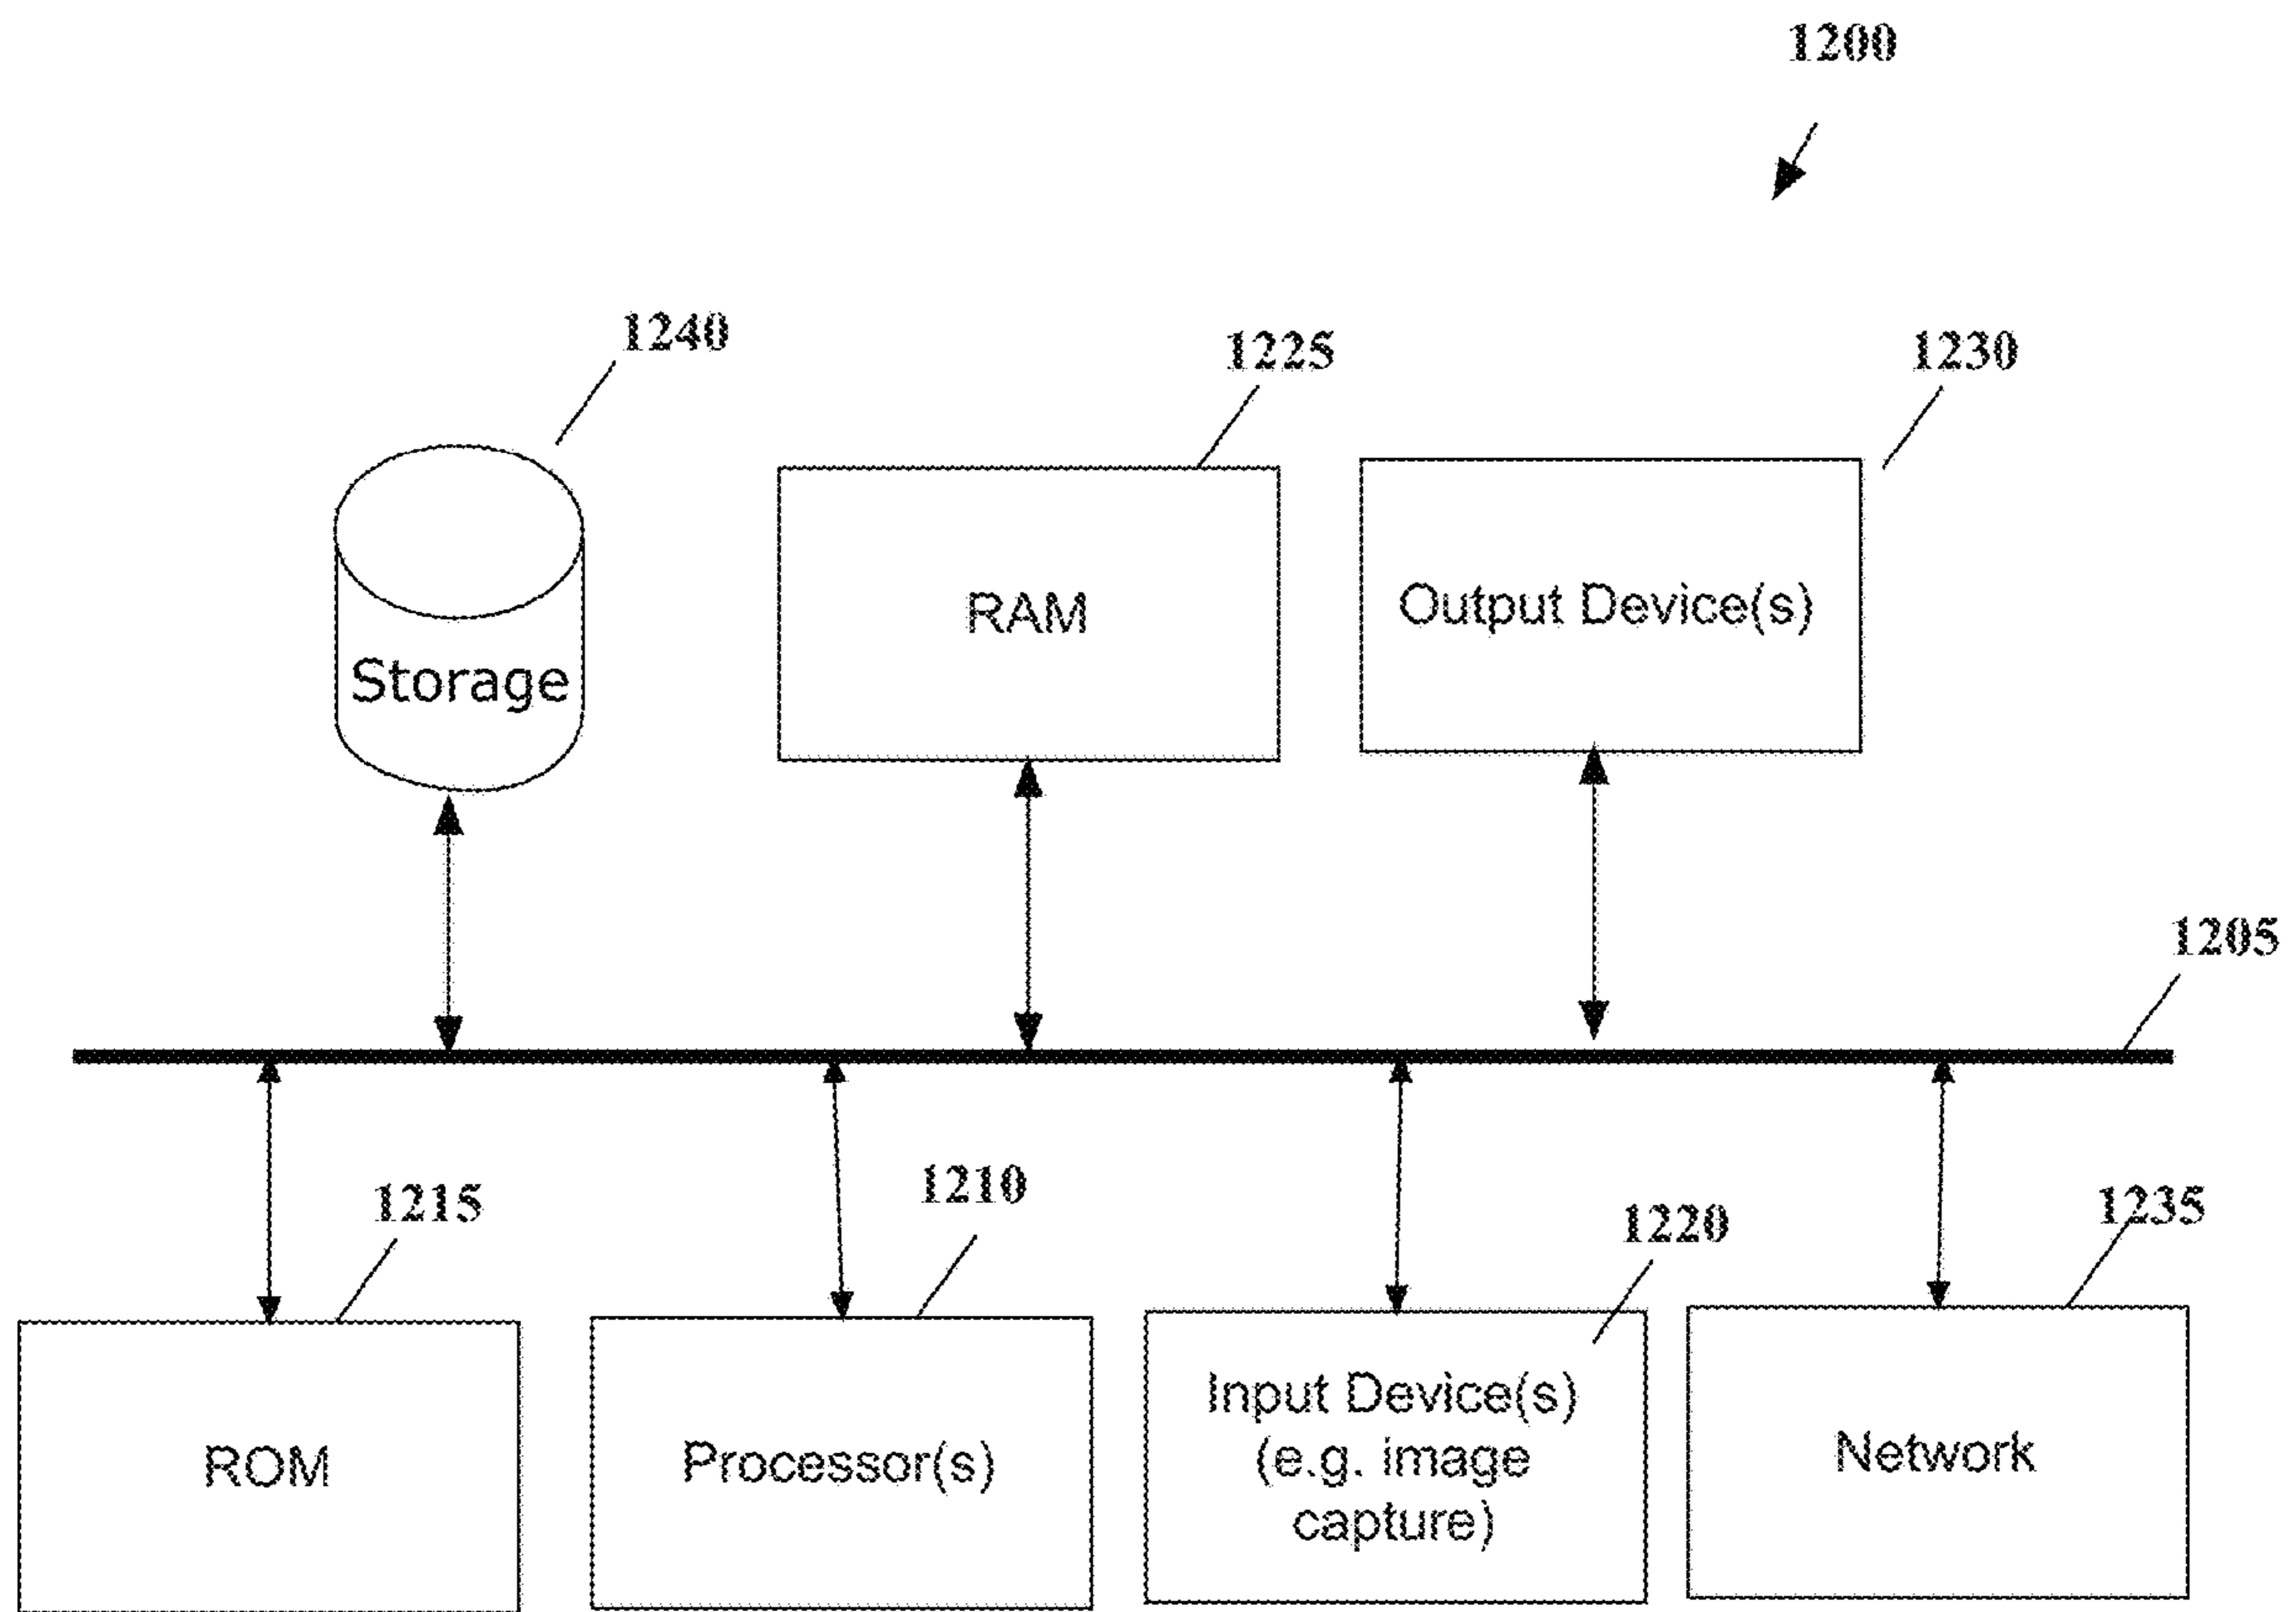 1200
1240
1225
1230
RAM
Output Device(s)
Storage
1205
1215
1210
1220
1235
ROM
Processor(s)
Input Device(s)
(e.g. image
capture)
Network